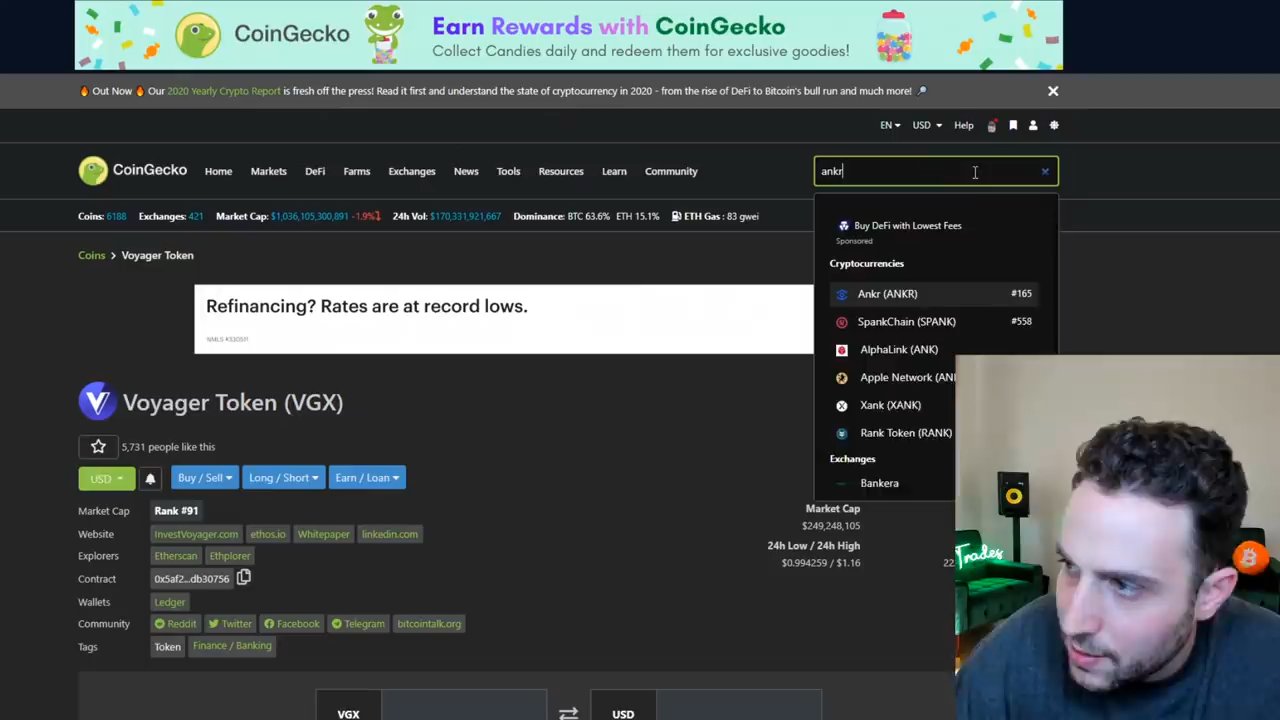 CoinGecko
Earn Rewards with CoinGecko
Collect Candies daily and redeem them for exclusive goodies!
🔥 Out Now 🔥 Our 2020 Yearly Crypto Report is fresh off the press! Read it first and understand the state of cryptocurrency in 2020 - from the rise of DeFi to Bitcoin's bull run and much more! 🔎
EN USD Help
CoinGecko Home Markets DeFi Farms Exchanges News Tools Resources Learn Community ankr
Coins: 6188 Exchanges: 421 Market Cap: $1,036,105,300,891 -1.9% 24h Vol: $170,331,921,667 Dominance: BTC 63.6% ETH 15.1% ETH Gas: 83 gwei
Buy DeFi with Lowest Fees
Sponsored
Cryptocurrencies
Ankr (ANKR) #165
SpankChain (SPANK) #558
AlphaLink (ANK)
Apple Network (ANK
Xank (XANK)
Rank Token (RANK)
Exchanges
Bankera
Coins > Voyager Token
Refinancing? Rates are at record lows.
Voyager Token (VGX)
5,731 people like this
USD Buy / Sell Long / Short Earn / Loan
Market Cap Rank #91
Website InvestVoyager.com ethos.io Whitepaper linkedin.com
Explorers Etherscan Ethplorer
Contract 0x5af2...db30756
Wallets Ledger
Community Reddit Twitter Facebook Telegram bitcointalk.org
Tags Token Finance / Banking
Market Cap
$249,248,105
24h Low / 24h High
$0.994259 / $1.16
22
VGX USD
Trades